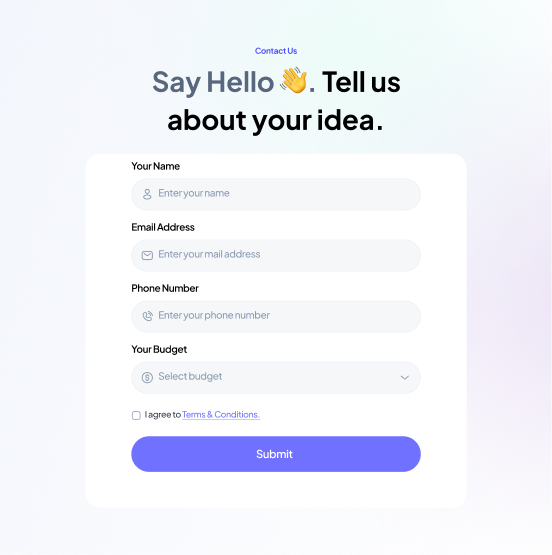 Contact Us
Say Hello 👋. Tell us
about your idea.
Your Name
Enter your name
Email Address
Enter your mail address
Phone Number
Enter your phone number
Your Budget
Select budget
I agree to Terms & Conditions.
Submit